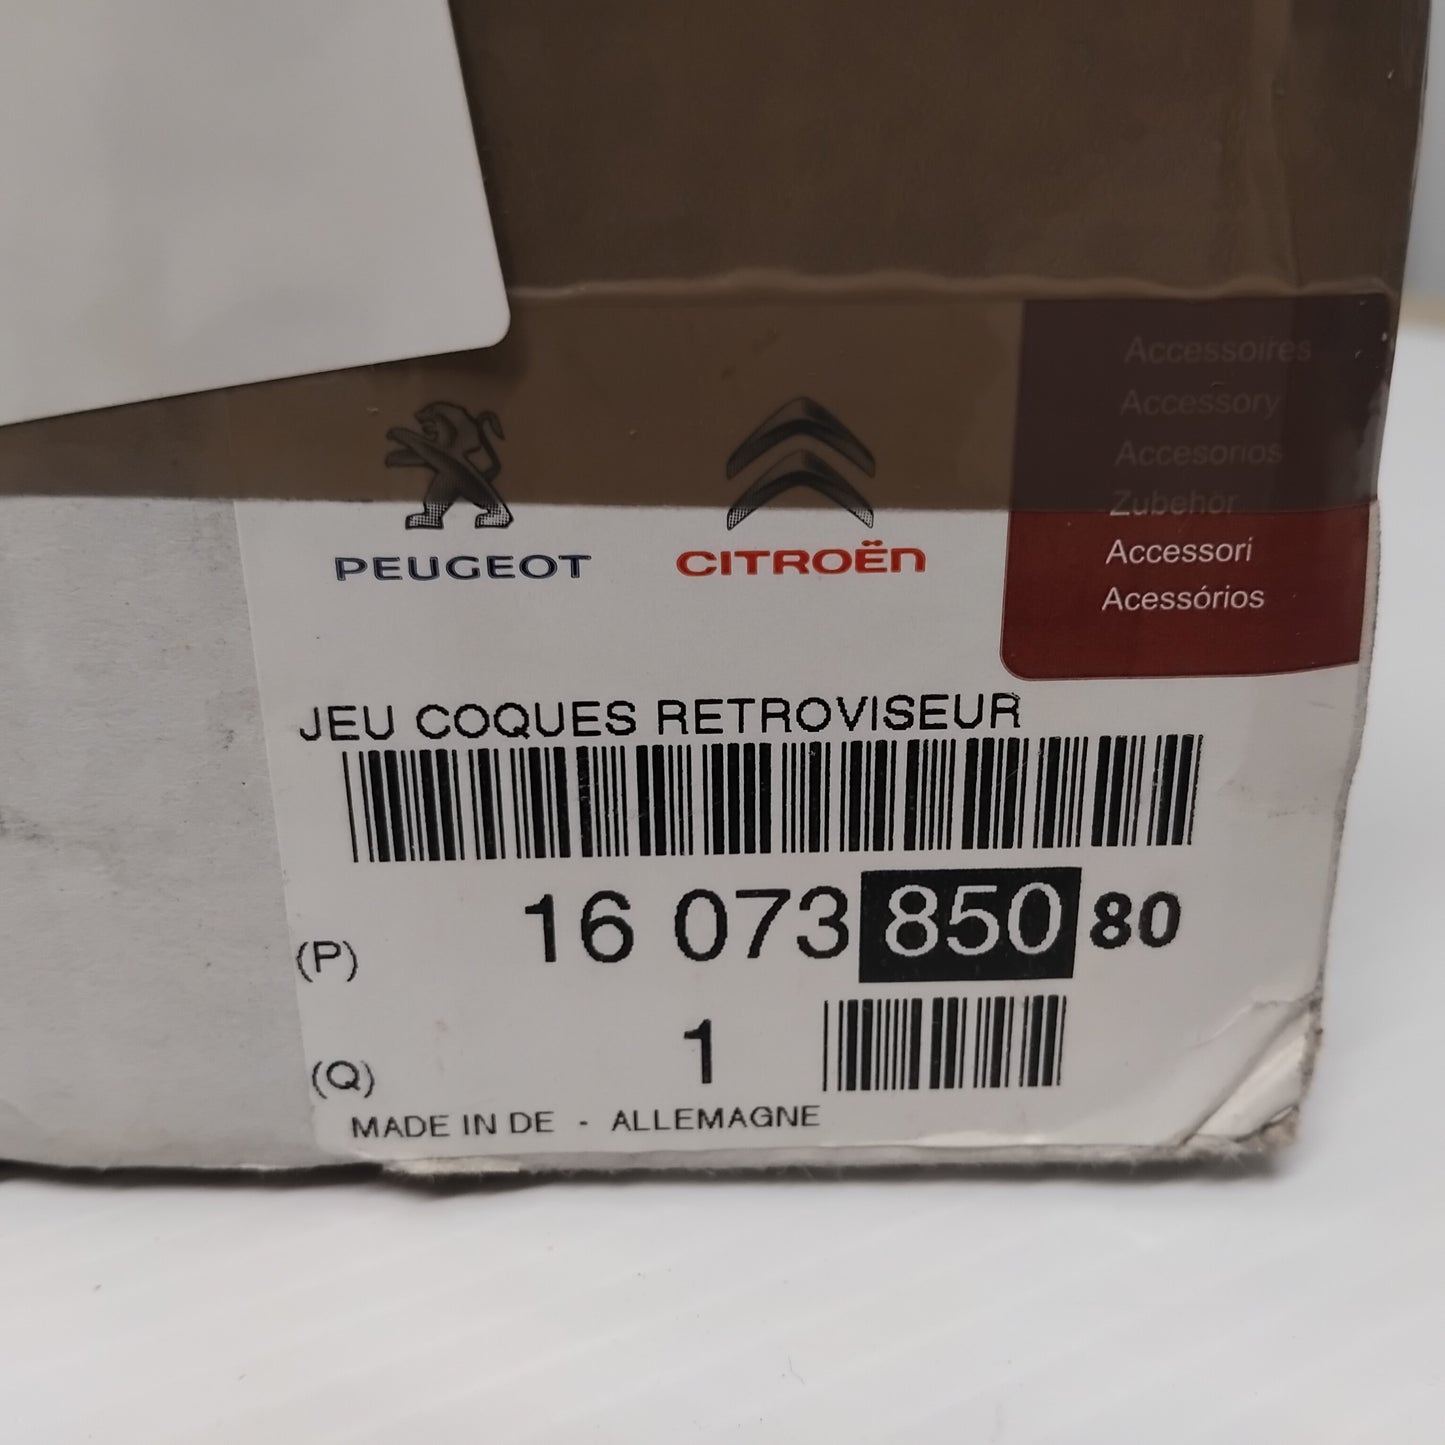 Accessoires
Accessory
Accesorios
Zubehör
Accessori
Acessórios
PEUGEOT
CITROËN
JEU COQUES RETROVISEUR
(P) 16 073 850 80
(Q) 1
MADE IN DE - ALLEMAGNE